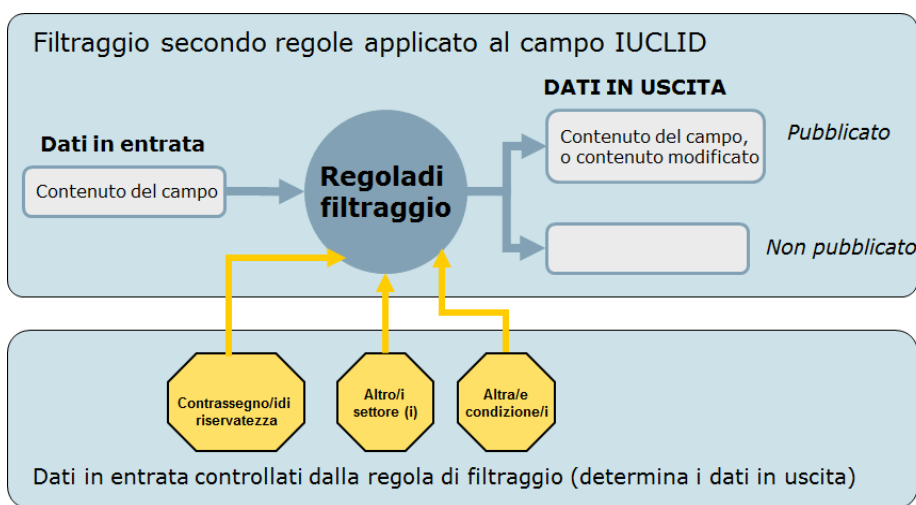 Filtraggio secondo regole applicato al campo IUCLID
DATI IN USCITA
Dati in entrata
Contenuto del campo
Regoladi
filtraggio
Contenuto del campo,
o contenuto modificato
Pubblicato
Non pubblicato
Contrassegno/idi
riservatezza
Altro/i
settore (i)
Altra/e
condizione/i
Dati in entrata controllati dalla regola di filtraggio (determina i dati in uscita)